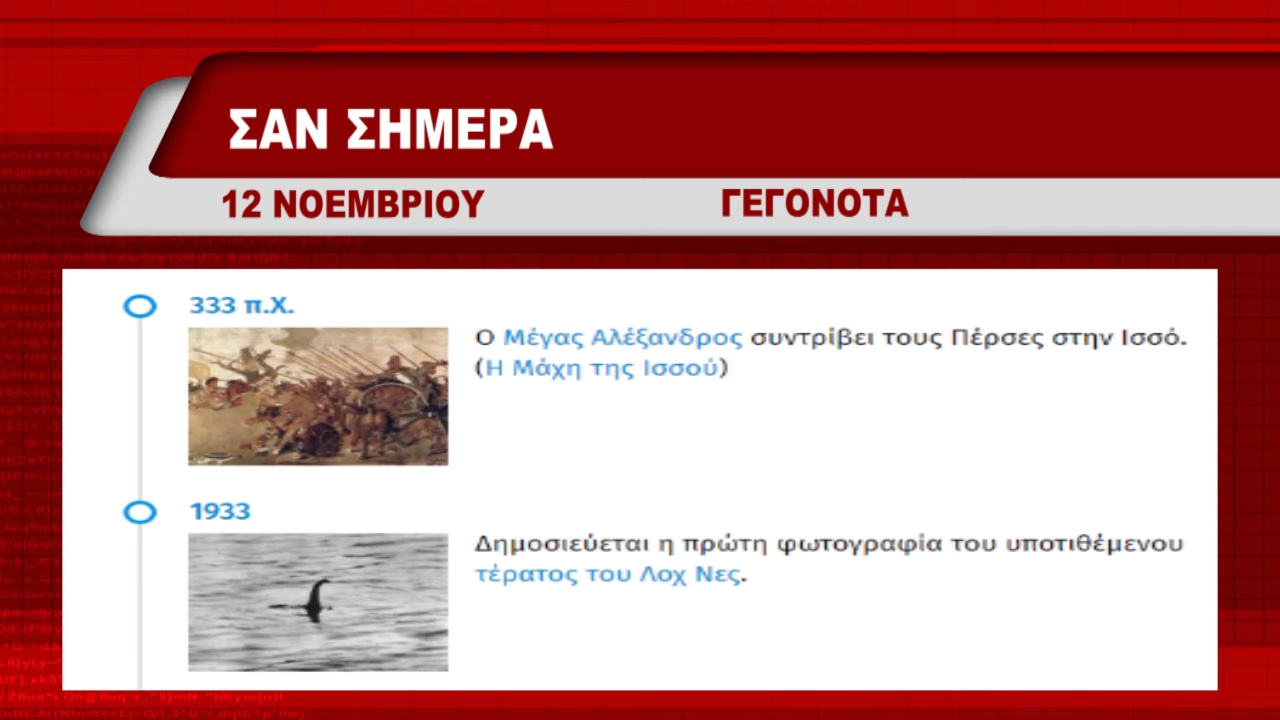 ΣΑΝ ΣΗΜΕΡΑ
12 ΝΟΕΜΒΡΙΟΥ ΓΕΓΟΝΟΤΑ
333 π.Χ.
Ο Μέγας Αλέξανδρος συντρίβει τους Πέρσες στην Ισσό.
(Η Μάχη της Ισσού)
1933
Δημοσιεύεται η πρώτη φωτογραφία του υποτιθέμενου
τέρατος του Λοχ Νες.